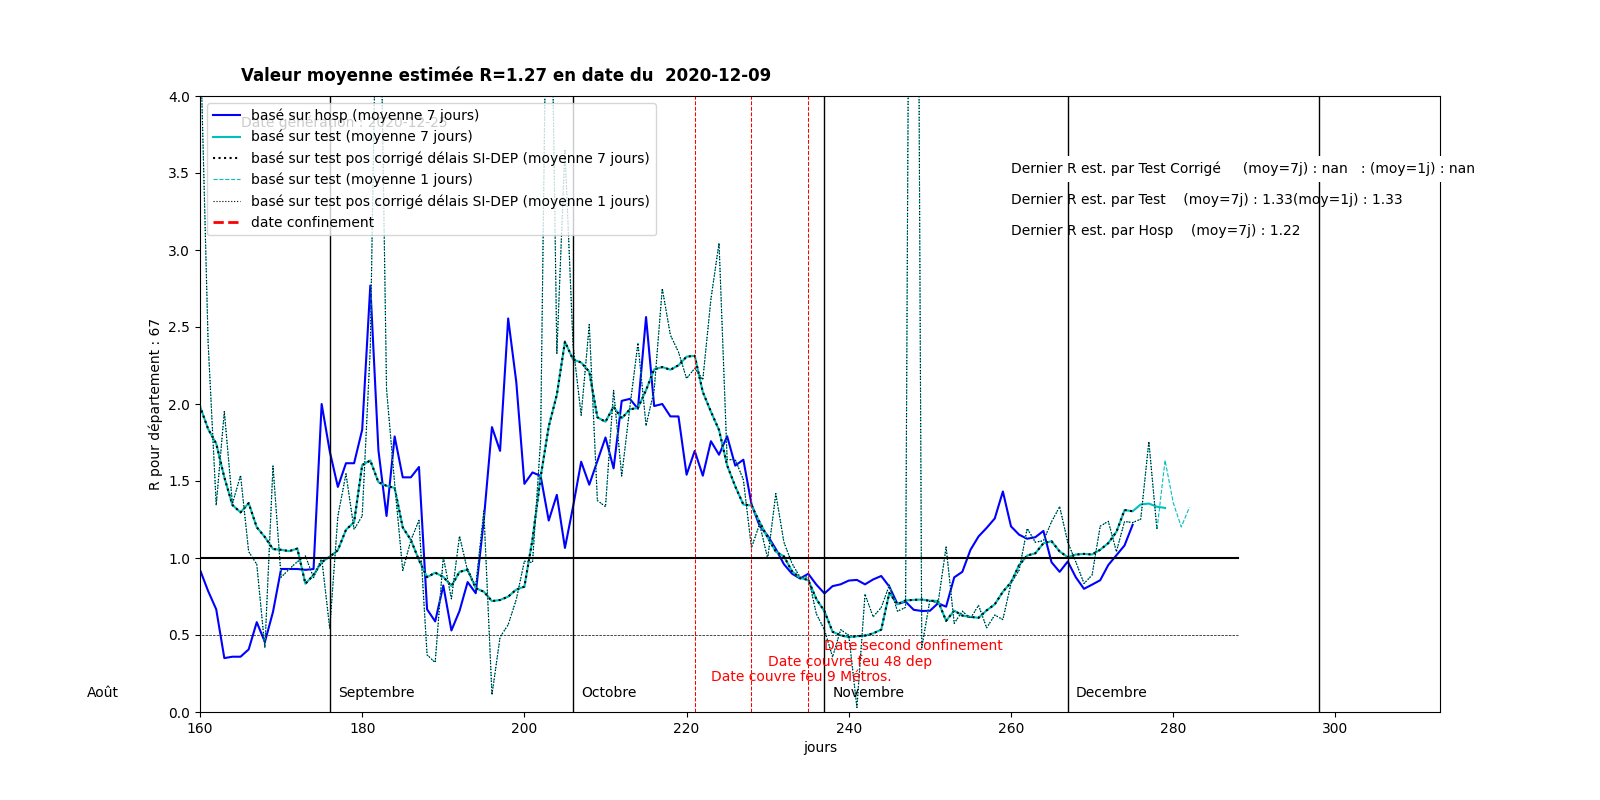 Valeur moyenne estimée R=1.27 en date du  2020-12-09
basé sur hosp (moyenne 7 jours)
basé sur test (moyenne 7 jours)
basé sur test pos corrigé délais SI-DEP (moyenne 7 jours)
basé sur test (moyenne 1 jours)
basé sur test pos corrigé délais SI-DEP (moyenne 1 jours)
date confinement
Dernier R est. par Test Corrigé (moy=7j) : nan : (moy=1j) : nan
Dernier R est. par Test (moy=7j) : 1.33(moy=1j) : 1.33
Dernier R est. par Hosp (moy=7j) : 1.22
R pour département : 67
4.0
3.5
3.0
2.5
2.0
1.5
1.0
0.5
0.0
Date second confinement
Date couvre feu 48 dep
Date couvre feu 9 Métros.
Août Septembre Octobre Novembre Decembre
160 180 200 220 240 260 280 300
jours